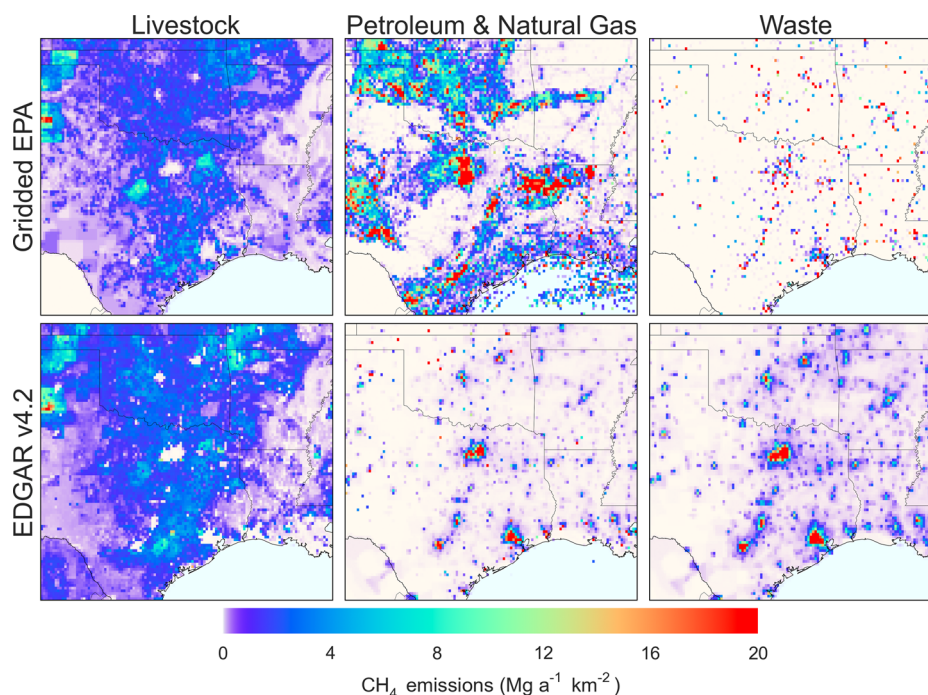 Livestock
Petroleum & Natural Gas
Waste
Gridded EPA
EDGAR v4.2
0 4 8 12 16 20
CH₄ emissions (Mg a⁻¹ km⁻²)